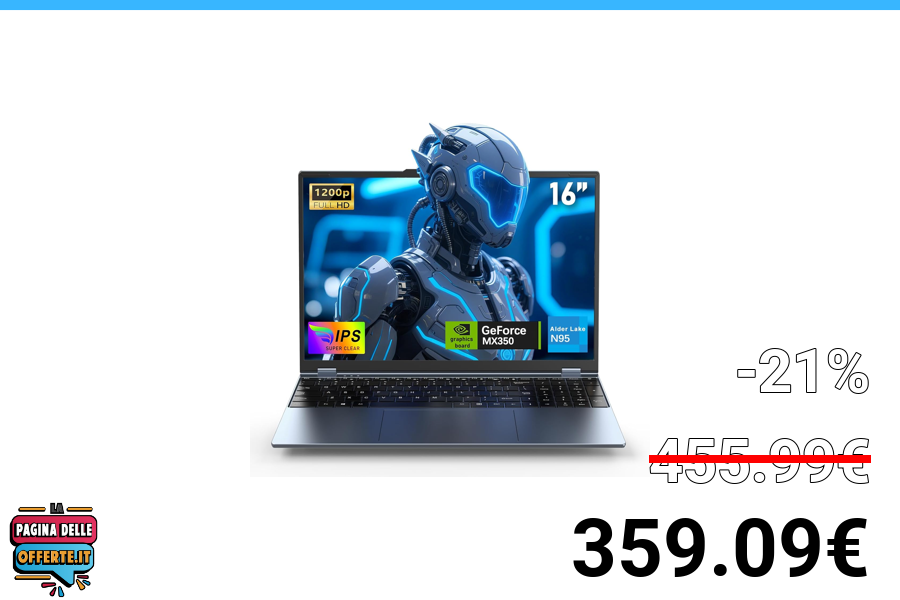 1200p
FULL HD
16”
IPS
SUPER CLEAR
graphics
board
GeForce
MX350
Alder Lake
N95
-21%
455.99€
359.09€
LA
PAGINA DELLE
OFFERTE.IT